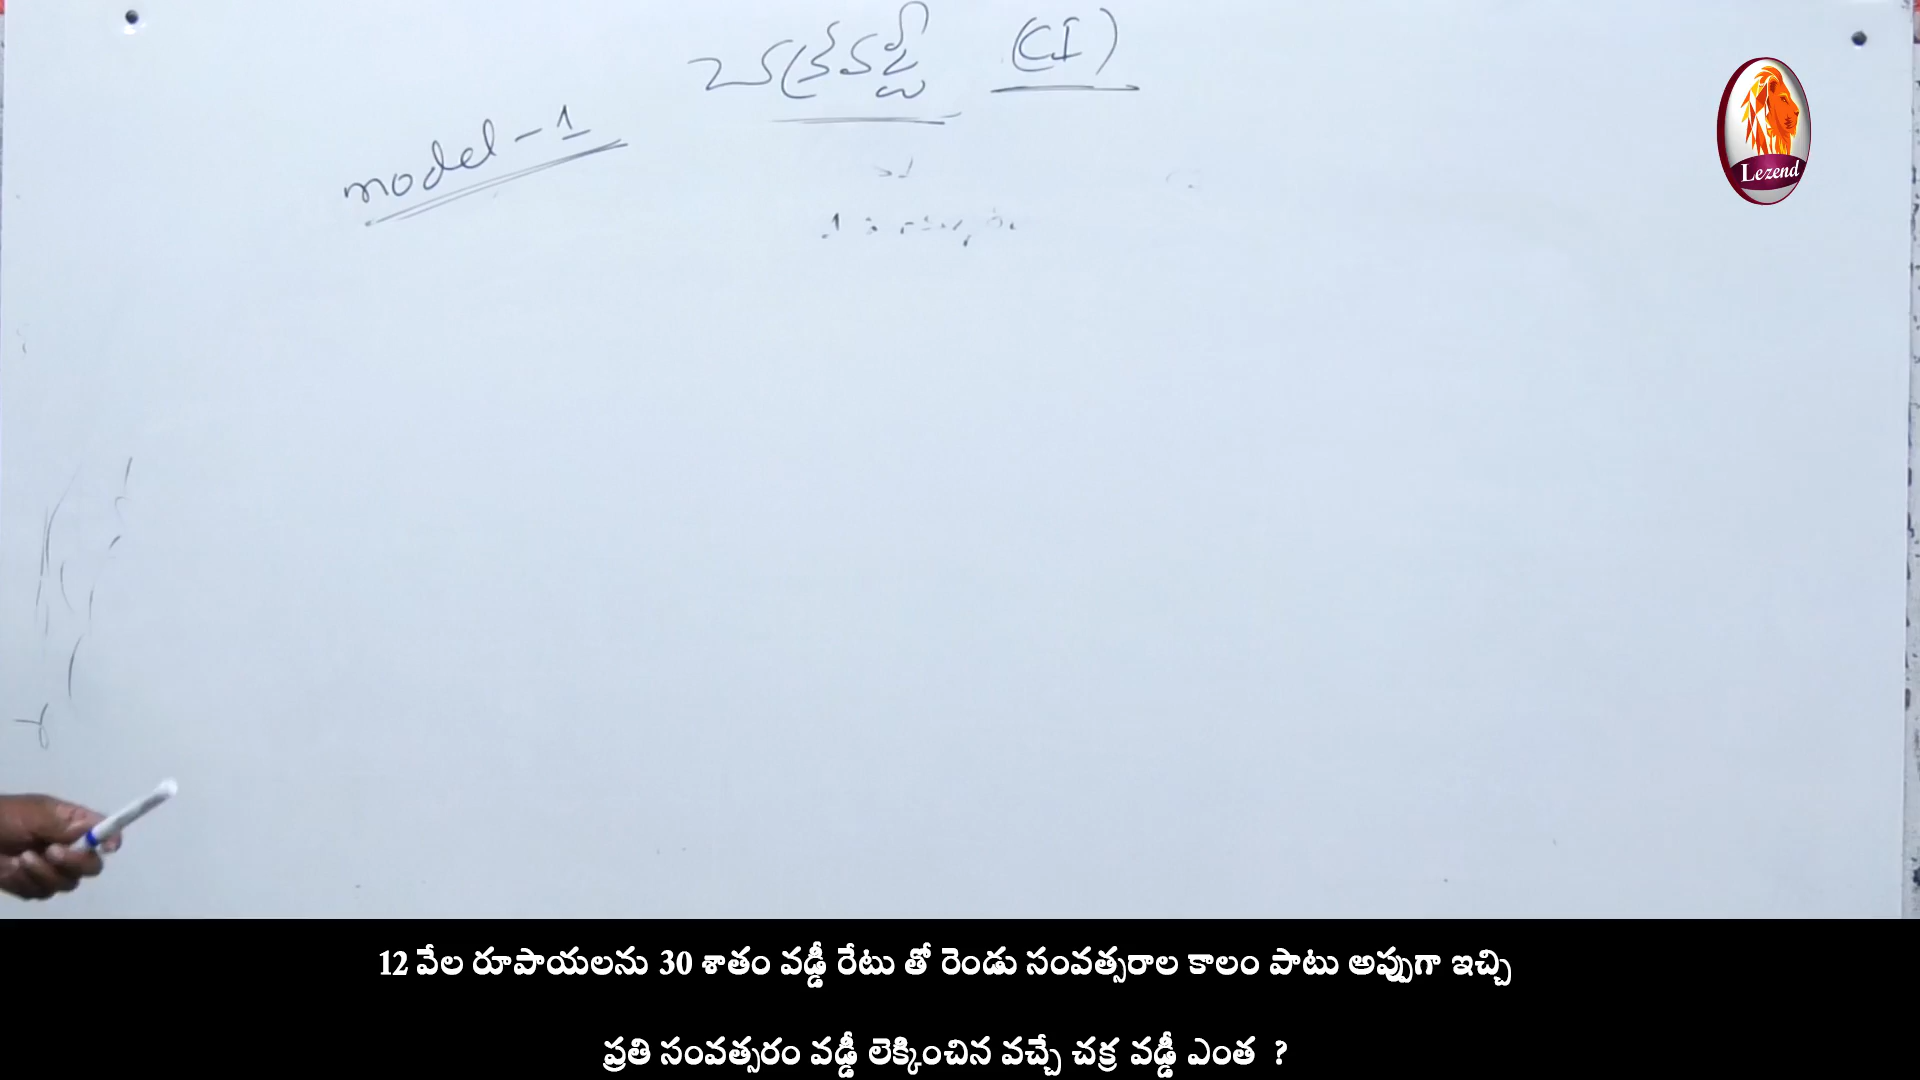 చక్రవడ్డీ (CI)
model - 1
Lezend
12 వేల రూపాయలను 30 శాతం వడ్డీ రేటు తో రెండు సంవత్సరాల కాలం పాటు అప్పుగా ఇచ్చి
ప్రతి సంవత్సరం వడ్డీ లెక్కించిన వచ్చే చక్ర వడ్డీ ఎంత ?